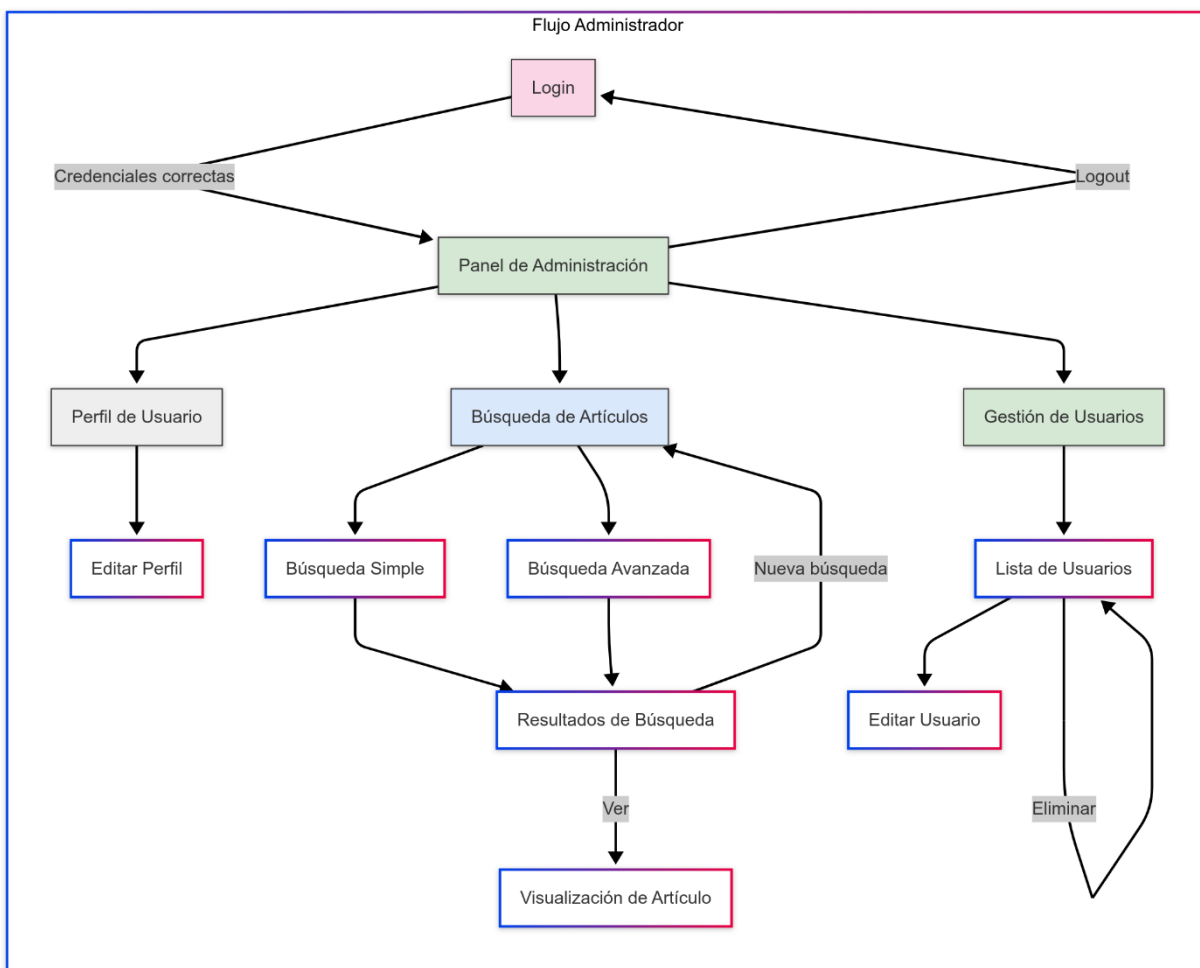 Flujo Administrador
Login
Credenciales correctas
Logout
Panel de Administración
Perfil de Usuario
Búsqueda de Artículos
Gestión de Usuarios
Editar Perfil
Búsqueda Simple
Búsqueda Avanzada
Nueva búsqueda
Lista de Usuarios
Resultados de Búsqueda
Editar Usuario
Ver
Eliminar
Visualización de Artículo